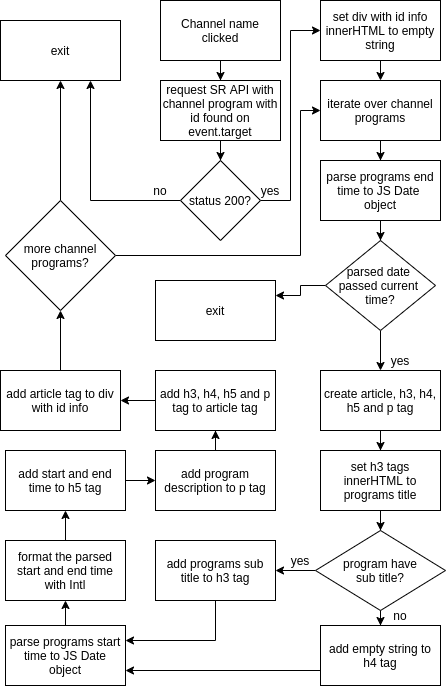 Channel name
clicked
set div with id info
innerHTML to empty
string
exit
request SR API with
channel program with
id found on
event.target
iterate over channel
programs
no
status 200?
yes
parse programs end
time to JS Date
object
more channel
programs?
parsed date
passed current
time?
exit
yes
add article tag to div
with id info
add h3, h4, h5 and p
tag to article tag
create article, h3, h4,
h5 and p tag
add start and end
time to h5 tag
add program
description to p tag
set h3 tags
innerHTML to
programs title
format the parsed
start and end time
with Intl
add programs sub
title to h3 tag
yes
program have
sub title?
no
parse programs start
time to JS Date
object
add empty string to
h4 tag